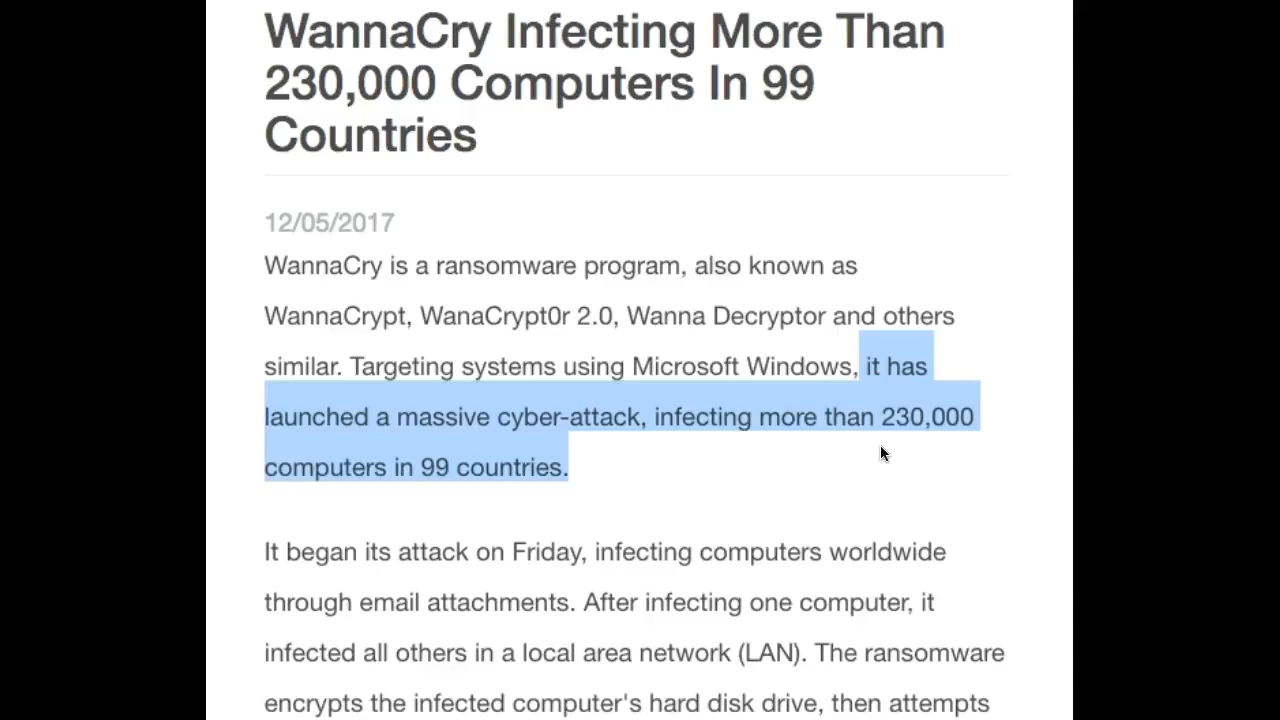 WannaCry Infecting More Than
230,000 Computers In 99
Countries
12/05/2017
WannaCry is a ransomware program, also known as
WannaCrypt, WanaCrypt0r 2.0, Wanna Decryptor and others
similar. Targeting systems using Microsoft Windows, it has
launched a massive cyber-attack, infecting more than 230,000
computers in 99 countries.
It began its attack on Friday, infecting computers worldwide
through email attachments. After infecting one computer, it
infected all others in a local area network (LAN). The ransomware
encrypts the infected computer's hard disk drive, then attempts